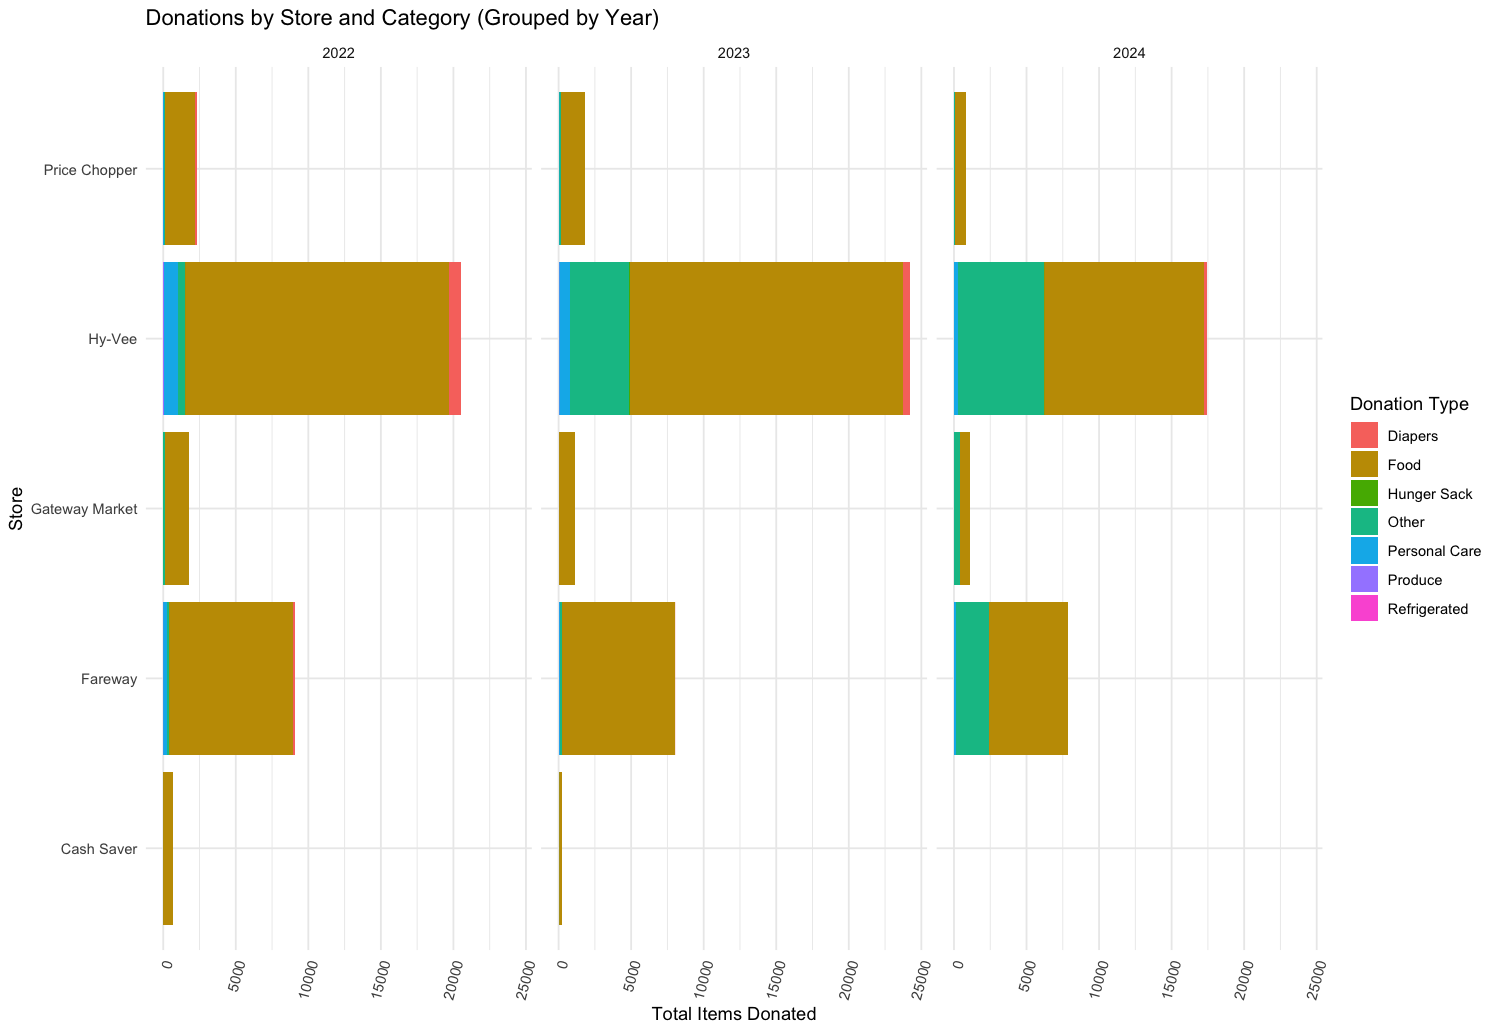 Donations by Store and Category (Grouped by Year)
2022
2023
2024
Price Chopper
Hy-Vee
Gateway Market
Fareway
Cash Saver
Store
0
5000
10000
15000
20000
25000
0
5000
10000
15000
20000
25000
0
5000
10000
15000
20000
25000
Total Items Donated
Donation Type
Diapers
Food
Hunger Sack
Other
Personal Care
Produce
Refrigerated